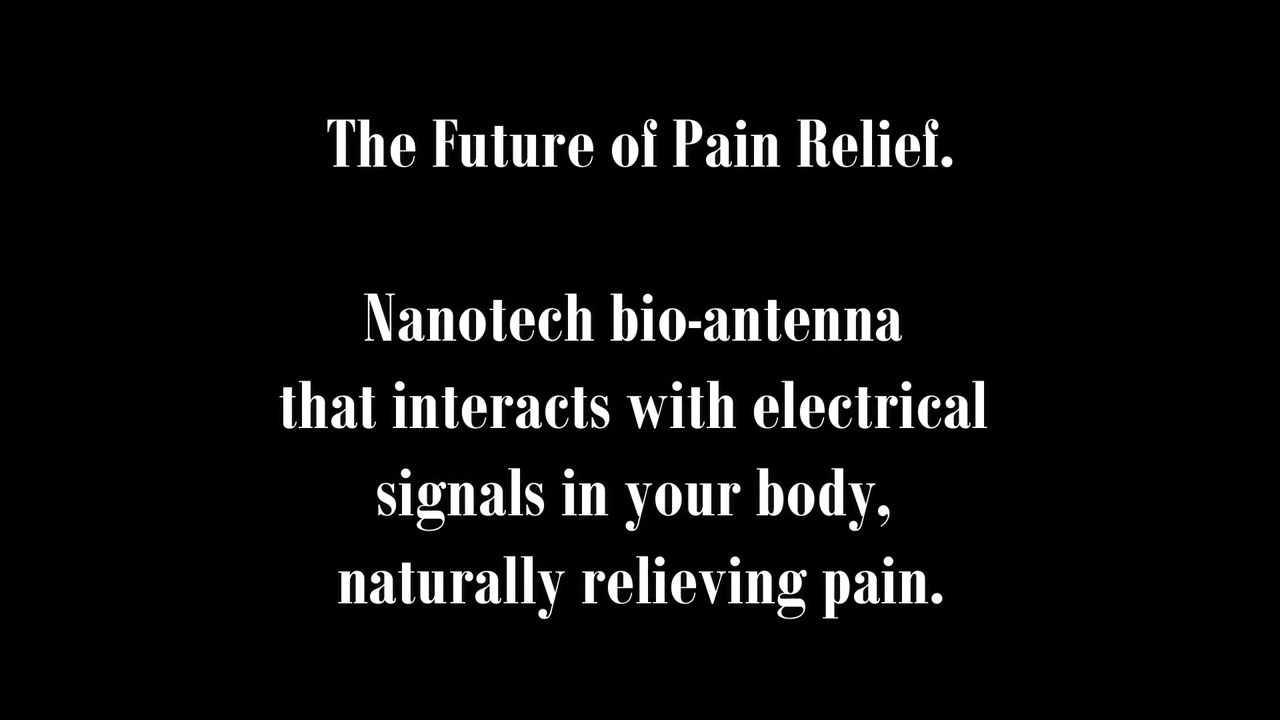 The Future of Pain Relief.
Nanotech bio-antenna
that interacts with electrical
signals in your body,
naturally relieving pain.